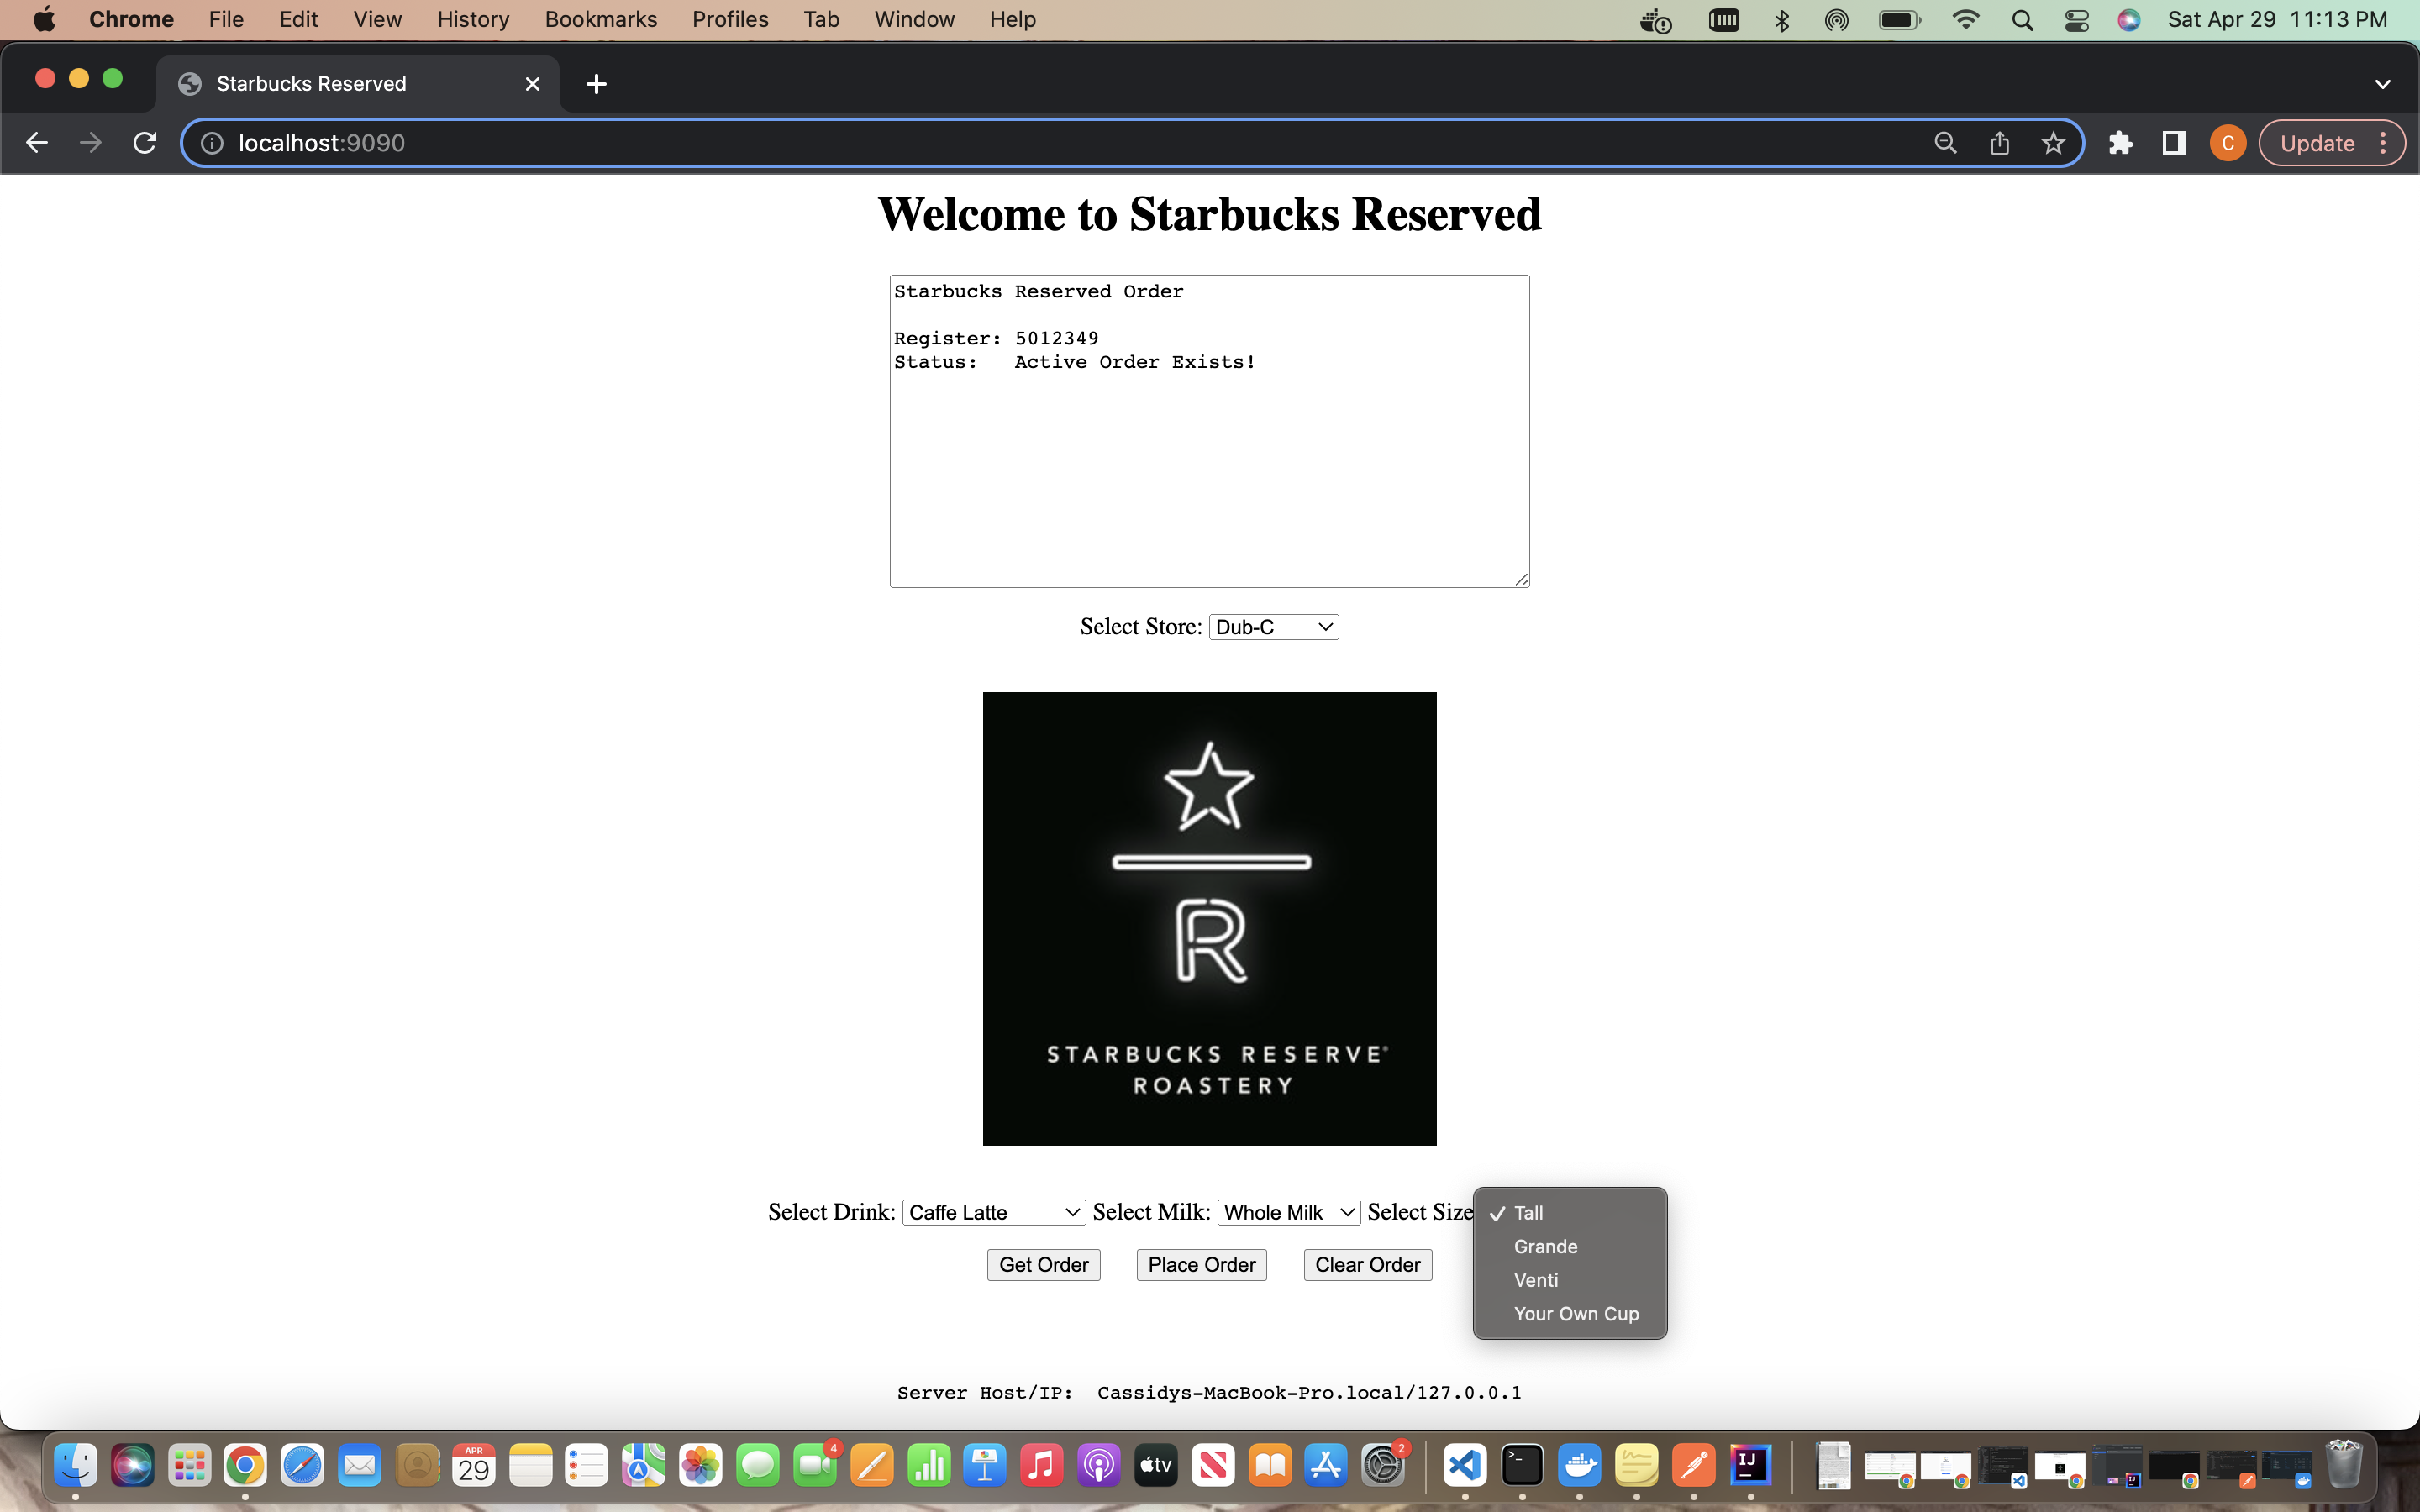 Chrome File Edit View History Bookmarks Profiles Tab Window Help Sat Apr 29 11:13 PM
Starbucks Reserved
localhost:9090 C Update
Welcome to Starbucks Reserved
Starbucks Reserved Order
Register: 5012349
Status: Active Order Exists!
Select Store: Dub-C
R
STARBUCKS RESERVE®
ROASTERY
Select Drink: Caffe Latte Select Milk: Whole Milk Select Size
✓ Tall
Grande
Venti
Your Own Cup
Get Order Place Order Clear Order
Server Host/IP: Cassidys-MacBook-Pro.local/127.0.0.1
APR
29
4
tv
2
IJ